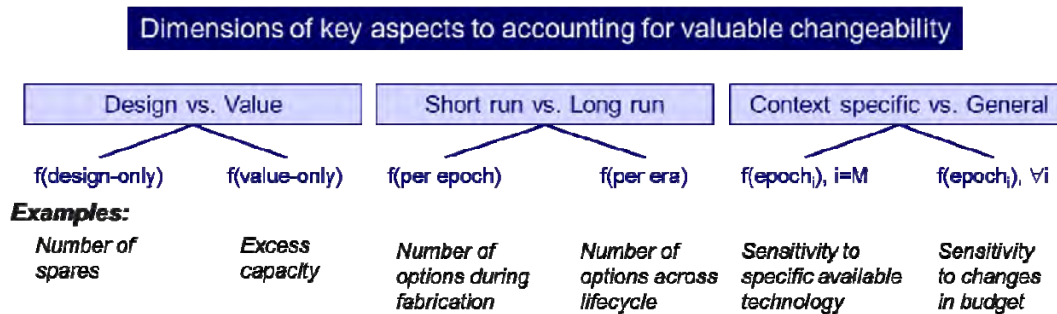 Dimensions of key aspects to accounting for valuable changeability
Design vs. Value
Short run vs. Long run
Context specific vs. General
f(design-only)
f(value-only)
f(per epoch)
f(per era)
f(epochᵢ), i=M
f(epochᵢ), ∀i
Examples:
Number of
spares
Excess
capacity
Number of
options during
fabrication
Number of
options across
lifecycle
Sensitivity to
specific available
technology
Sensitivity
to changes
in budget